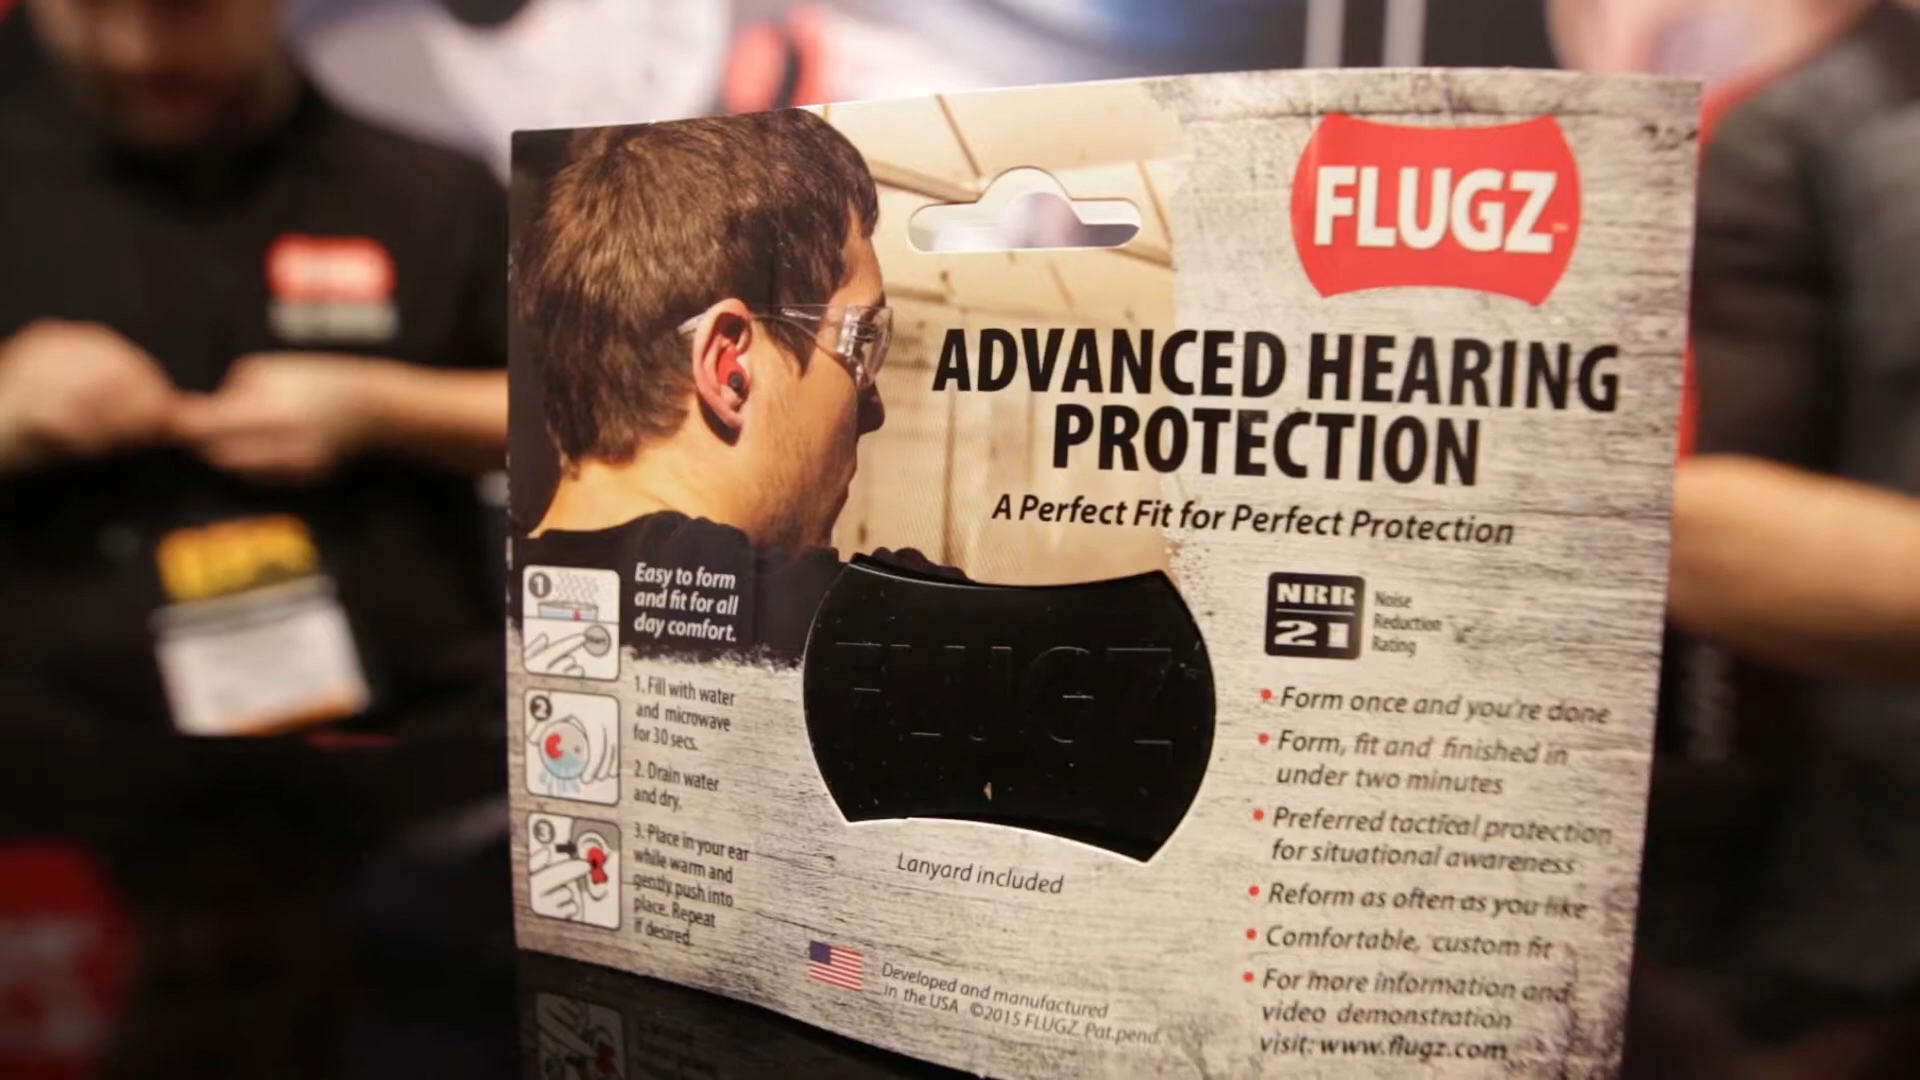 FLUGZ
ADVANCED HEARING
PROTECTION
A Perfect Fit for Perfect Protection
1
Easy to form
and fit for all
day comfort.
2
3
1. Fill with water
and microwave
for 30 secs.
2. Drain water
and dry.
3. Place in your ear
while warm and
gently push into
place. Repeat
if desired.
FLUGZ
Lanyard included
Developed and manufactured
in the USA ©2015 FLUGZ. Pat.pend.
NRR
21
Noise
Reduction
Rating
• Form once and you're done
• Form, fit and finished in
under two minutes
• Preferred tactical protection
for situational awareness
• Reform as often as you like
• Comfortable, custom fit
• For more information and
video demonstration
visit: www.flugz.com